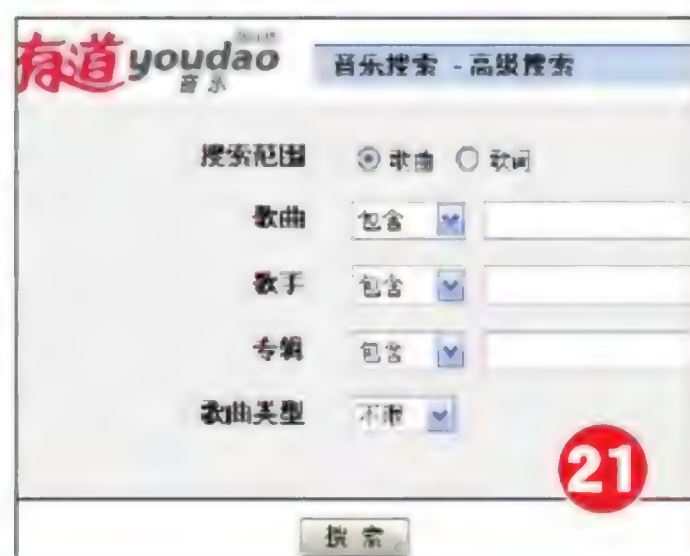 有道 youdao
音乐
音乐搜索 - 高级搜索
搜索范围 歌曲 歌词
歌曲 包含
歌手 包含
专辑 包含
歌曲类型 不限
21
搜索